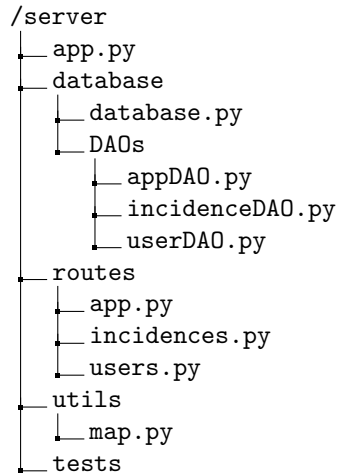 /server
app.py
database
database.py
DAOs
appDAO.py
incidenceDAO.py
userDAO.py
routes
app.py
incidences.py
users.py
utils
map.py
tests